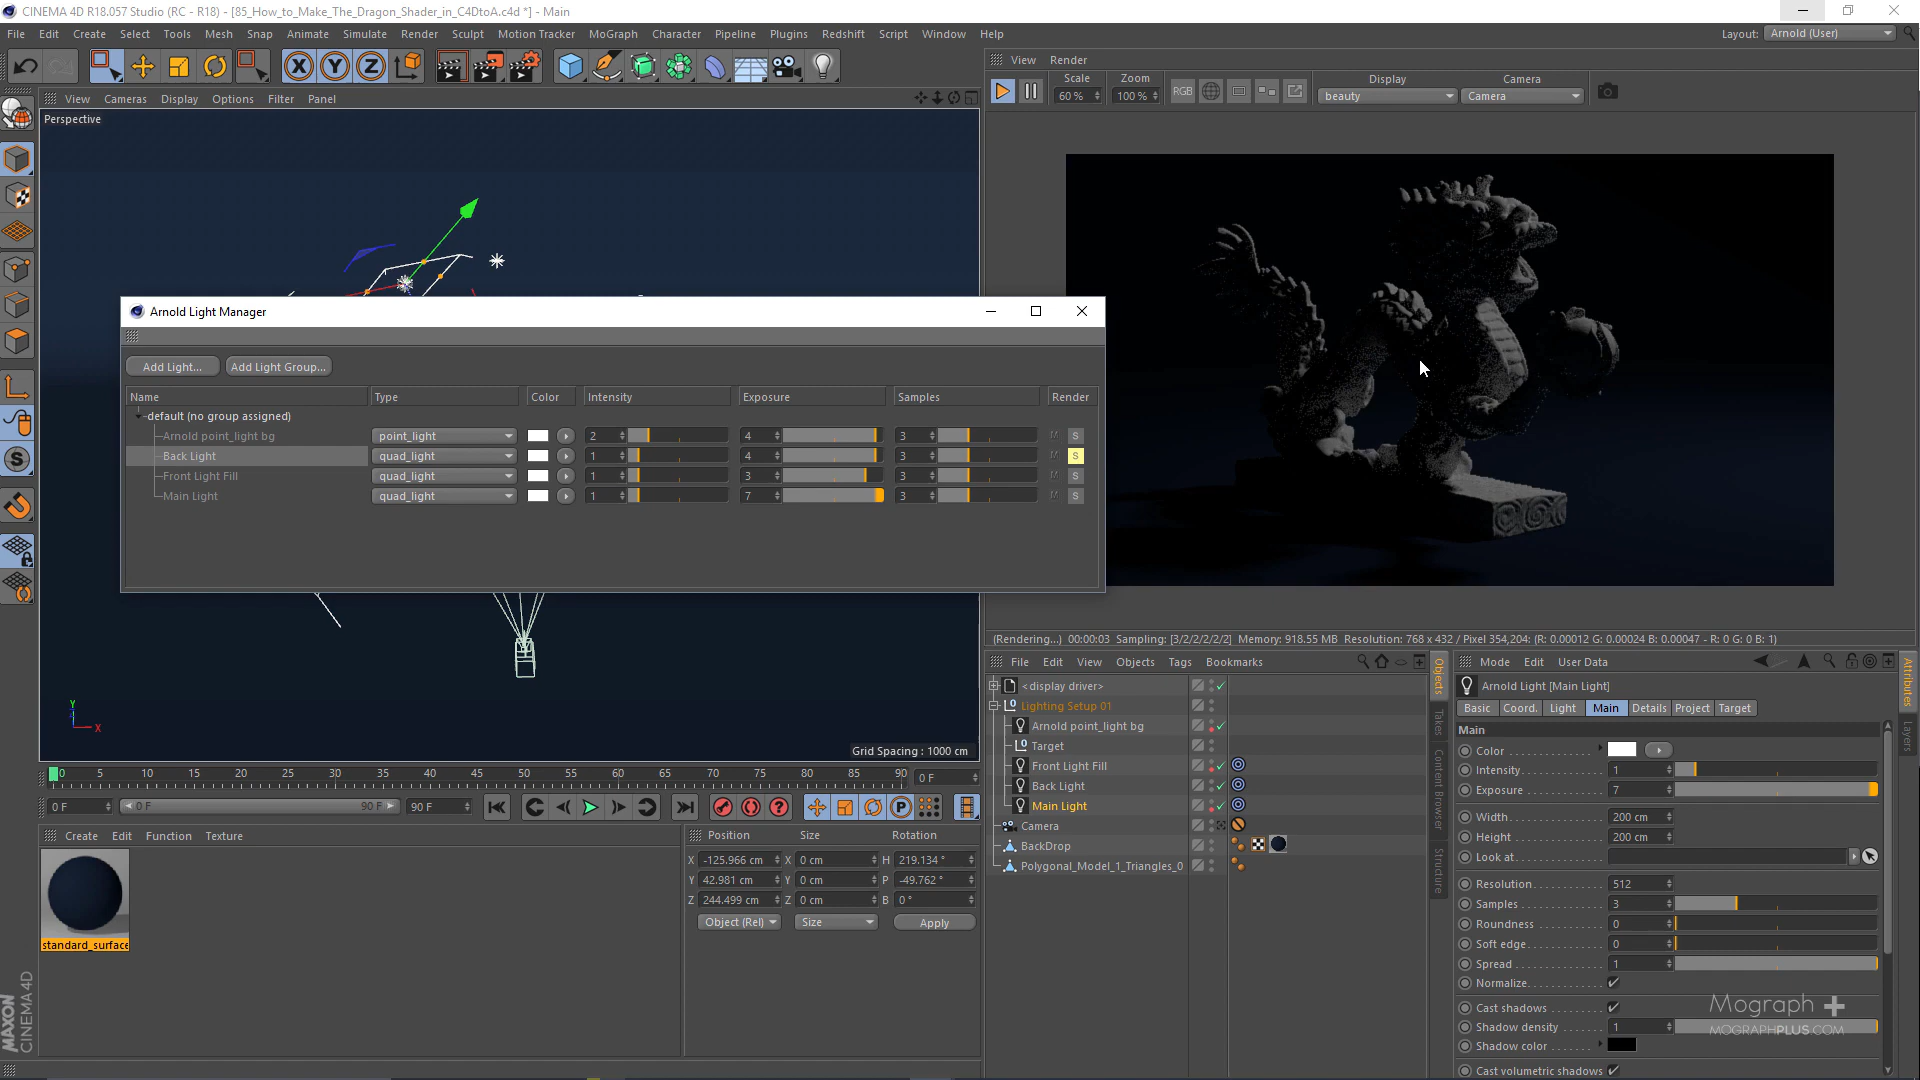 CINEMA 4D R18.057 Studio (RC - R18) - [85_How_to_Make_The_Dragon_Shader_in_C4DtoA.c4d *] - Main
File Edit Create Select Tools Mesh Snap Animate Simulate Render Sculpt Motion Tracker MoGraph Character Pipeline Plugins Redshift Script Window Help
Layout: Arnold (User)
View Render
Scale Zoom Display Camera
60 % 100 % RGB beauty Camera
View Cameras Display Options Filter Panel
Perspective
Arnold Light Manager
Add Light... Add Light Group...
Name Type Color Intensity Exposure Samples Render
default (no group assigned)
Arnold point_light bg point_light 2 4 3 M S
Back Light quad_light 1 4 3 M S
Front Light Fill quad_light 1 3 3 M S
Main Light quad_light 1 7 3 M S
Y
X
Grid Spacing : 1000 cm
(Rendering...) 00:00:03 Sampling: [3/2/2/2/2/2] Memory: 918.55 MB Resolution: 768 x 432 / Pixel 354,204: (R: 0.00012 G: 0.00024 B: 0.00047 - R: 0 G: 0 B: 1)
0 5 10 15 20 25 30 35 40 45 50 55 60 65 70 75 80 85 90 0 F
0 F 0 F 90 F 90 F
Create Edit Function Texture
standard_surface
MAXON
CINEMA 4D
Position Size Rotation
X -125.966 cm X 0 cm H 219.134 °
Y 42.981 cm Y 0 cm P -49.762 °
Z 244.499 cm Z 0 cm B 0 °
Object (Rel) Size Apply
File Edit View Objects Tags Bookmarks
<display driver>
Lighting Setup 01
Arnold point_light bg
Target
Front Light Fill
Back Light
Main Light
Camera
BackDrop
Polygonal_Model_1_Triangles_0
Objects
Takes
Content Browser
Structure
Mode Edit User Data
Arnold Light [Main Light]
Basic Coord. Light Main Details Project Target
Main
Color
Intensity 1
Exposure 7
Width 200 cm
Height 200 cm
Look at
Resolution 512
Samples 3
Roundness 0
Soft edge 0
Spread 1
Normalize
Cast shadows
Shadow density 1
Shadow color
Cast volumetric shadows
Attributes
Layers
Mograph +
MOGRAPHPLUS.COM